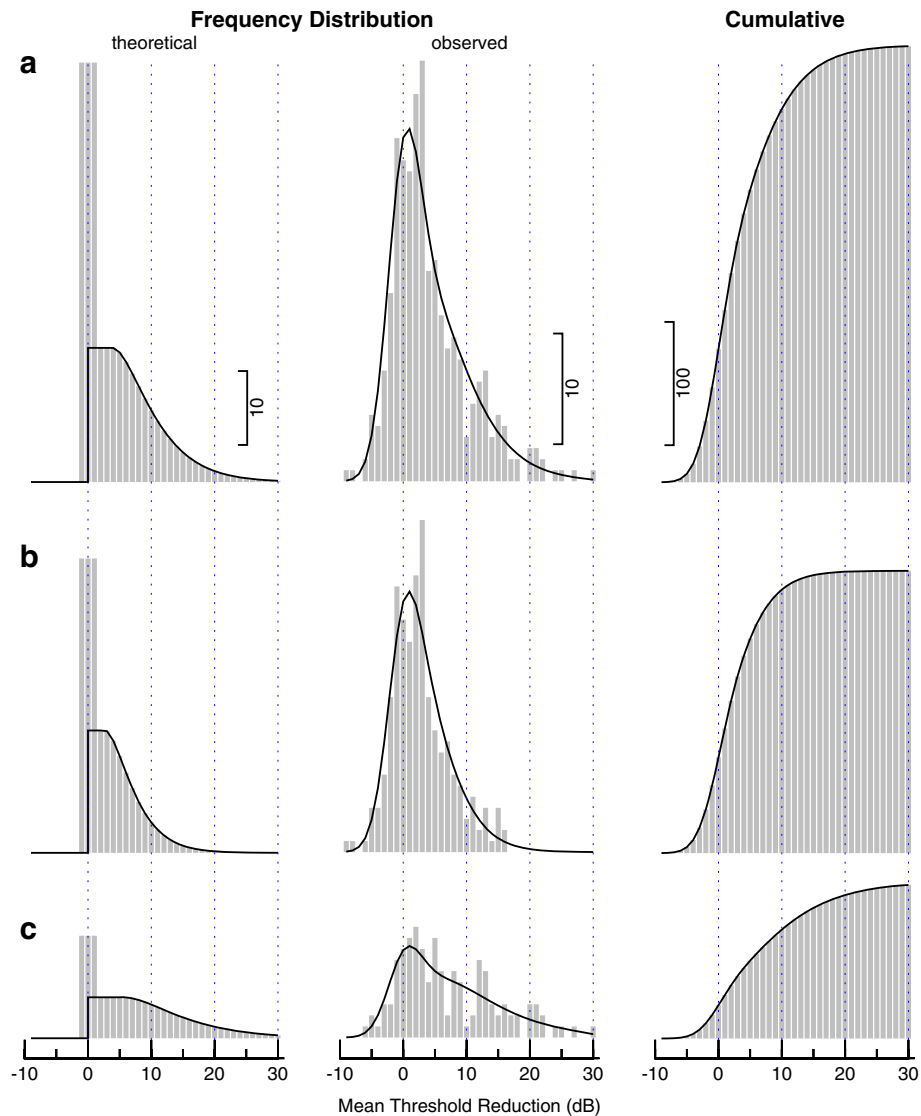 Frequency Distribution
Cumulative
theoretical
observed
a
10
10
100
b
c
-10 0 10 20 30
-10 0 10 20 30
-10 0 10 20 30
Mean Threshold Reduction (dB)